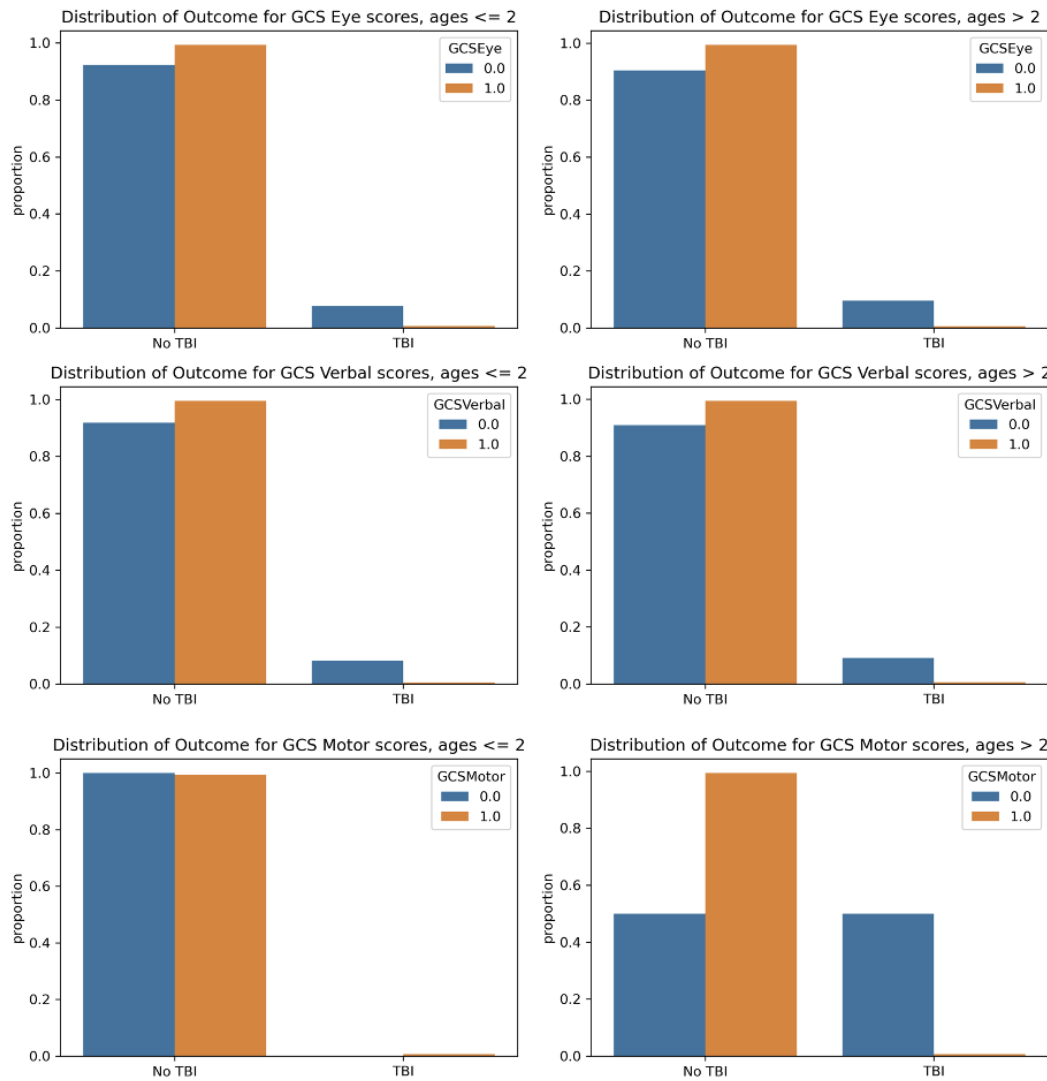 Distribution of Outcome for GCS Eye scores, ages <= 2
1.0
0.8
0.6
0.4
0.2
0.0
proportion
GCSEye
0.0
1.0
No TBI
TBI
Distribution of Outcome for GCS Eye scores, ages > 2
1.0
0.8
0.6
0.4
0.2
0.0
proportion
GCSEye
0.0
1.0
No TBI
TBI
Distribution of Outcome for GCS Verbal scores, ages <= 2
1.0
0.8
0.6
0.4
0.2
0.0
proportion
GCSVerbal
0.0
1.0
No TBI
TBI
Distribution of Outcome for GCS Verbal scores, ages > 2
1.0
0.8
0.6
0.4
0.2
0.0
proportion
GCSVerbal
0.0
1.0
No TBI
TBI
Distribution of Outcome for GCS Motor scores, ages <= 2
1.0
0.8
0.6
0.4
0.2
0.0
proportion
GCSMotor
0.0
1.0
No TBI
TBI
Distribution of Outcome for GCS Motor scores, ages > 2
1.0
0.8
0.6
0.4
0.2
0.0
proportion
GCSMotor
0.0
1.0
No TBI
TBI